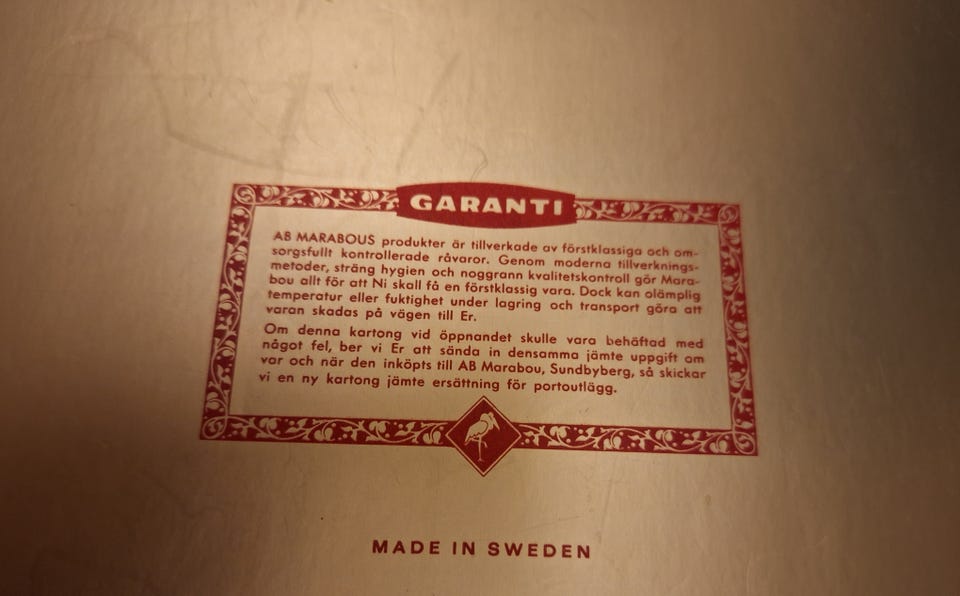 GARANTI
AB MARABOUS produkter är tillverkade av förstklassiga och om-
sorgsfullt kontrollerade råvaror. Genom moderna tillverknings-
metoder, sträng hygien och noggrann kvalitetskontroll gör Mara-
bou allt för att Ni skall få en förstklassig vara. Dock kan olämplig
temperatur eller fuktighet under lagring och transport göra att
varan skadas på vägen till Er.
Om denna kartong vid öppnandet skulle vara behäftad med
något fel, ber vi Er att sända in densamma jämte uppgift om
var och när den inköpts till AB Marabou, Sundbyberg, så skickar
vi en ny kartong jämte ersättning för portoutlägg.
MADE IN SWEDEN